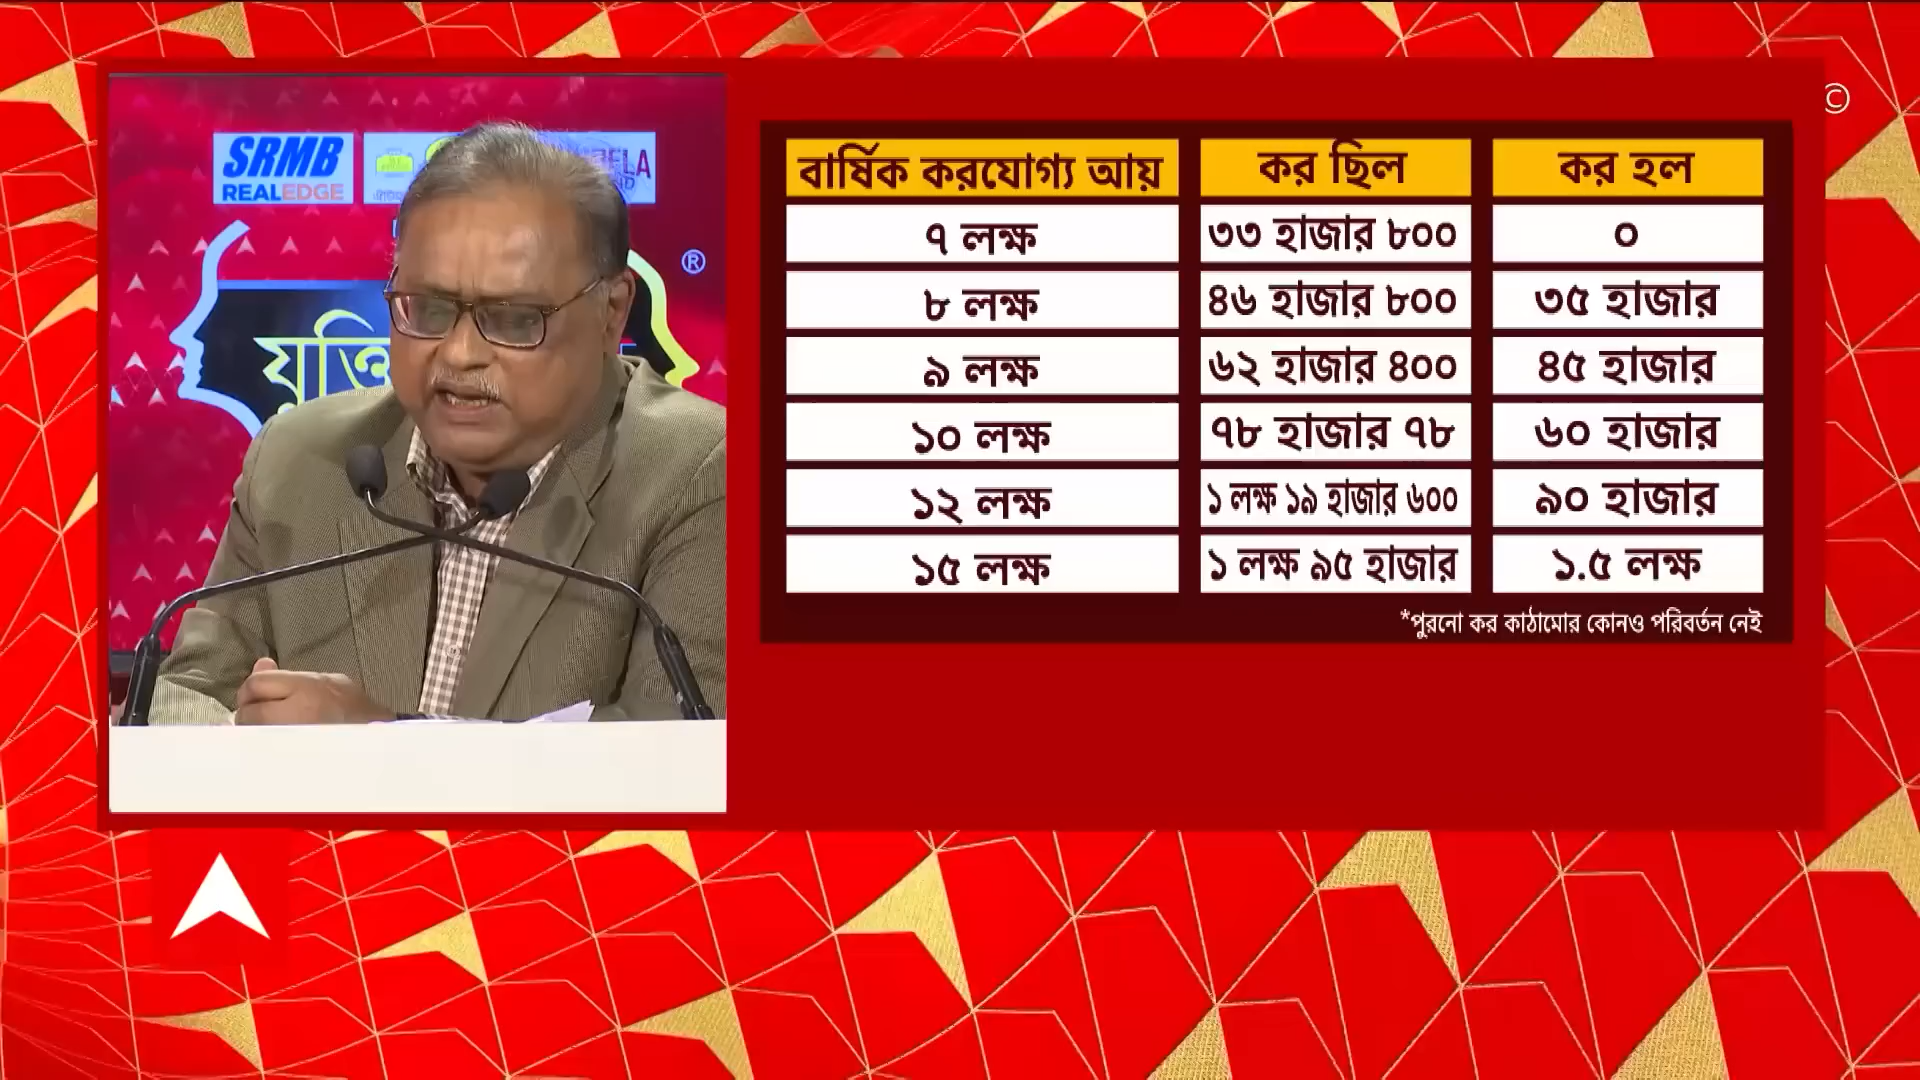 ©
SRMB
REALEDGE
®
বার্ষিক করযোগ্য আয় কর ছিল কর হল
৭ লক্ষ ৩৩ হাজার ৮০০ ০
৮ লক্ষ ৪৬ হাজার ৮০০ ৩৫ হাজার
৯ লক্ষ ৬২ হাজার ৪০০ ৪৫ হাজার
১০ লক্ষ ৭৮ হাজার ৭৮ ৬০ হাজার
১২ লক্ষ ১ লক্ষ ১৯ হাজার ৬০০ ৯০ হাজার
১৫ লক্ষ ১ লক্ষ ৯৫ হাজার ১.৫ লক্ষ
*পুরনো কর কাঠামোর কোনও পরিবর্তন নেই